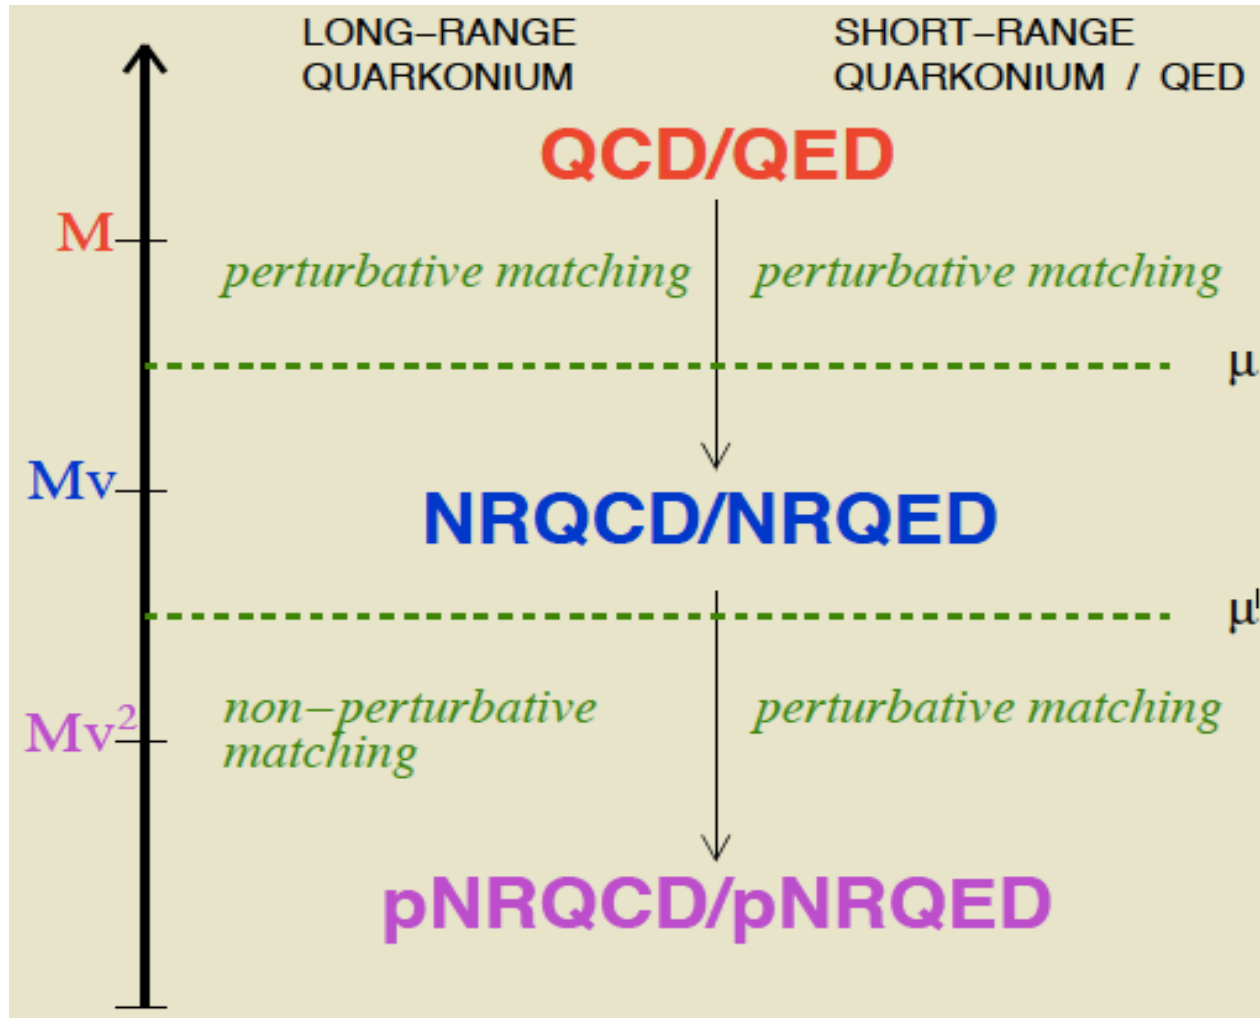 LONG–RANGE
QUARKONIUM
SHORT–RANGE
QUARKONIUM / QED
QCD/QED
M
perturbative matching
perturbative matching
μ
Mv
NRQCD/NRQED
μ'
non–perturbative
matching
perturbative matching
Mv²
pNRQCD/pNRQED